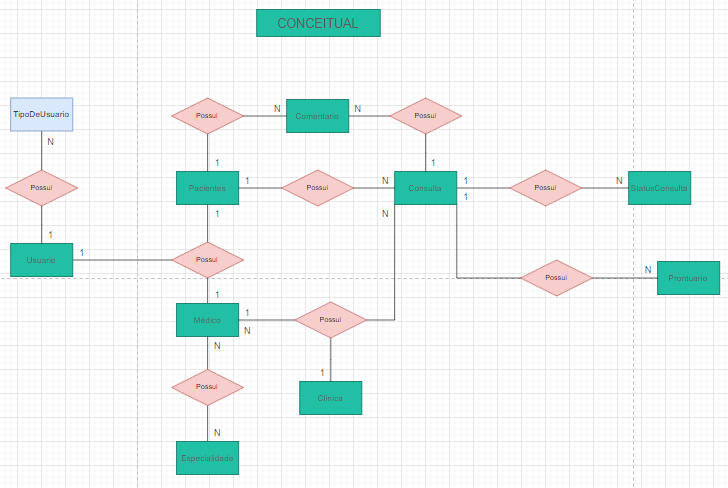 CONCEITUAL
TipoDeUsuario
N
Possui
1
Usuario
1
Possui
N
Comentario
N
Possui
1
1
Pacientes
1
Possui
N
Consulta
1
Possui
N
StatusConsulta
1
1
N
Possui
1
Médico
1
N
Possui
1
Clinica
Possui
N
Prontuario
N
Possui
N
Especialidade